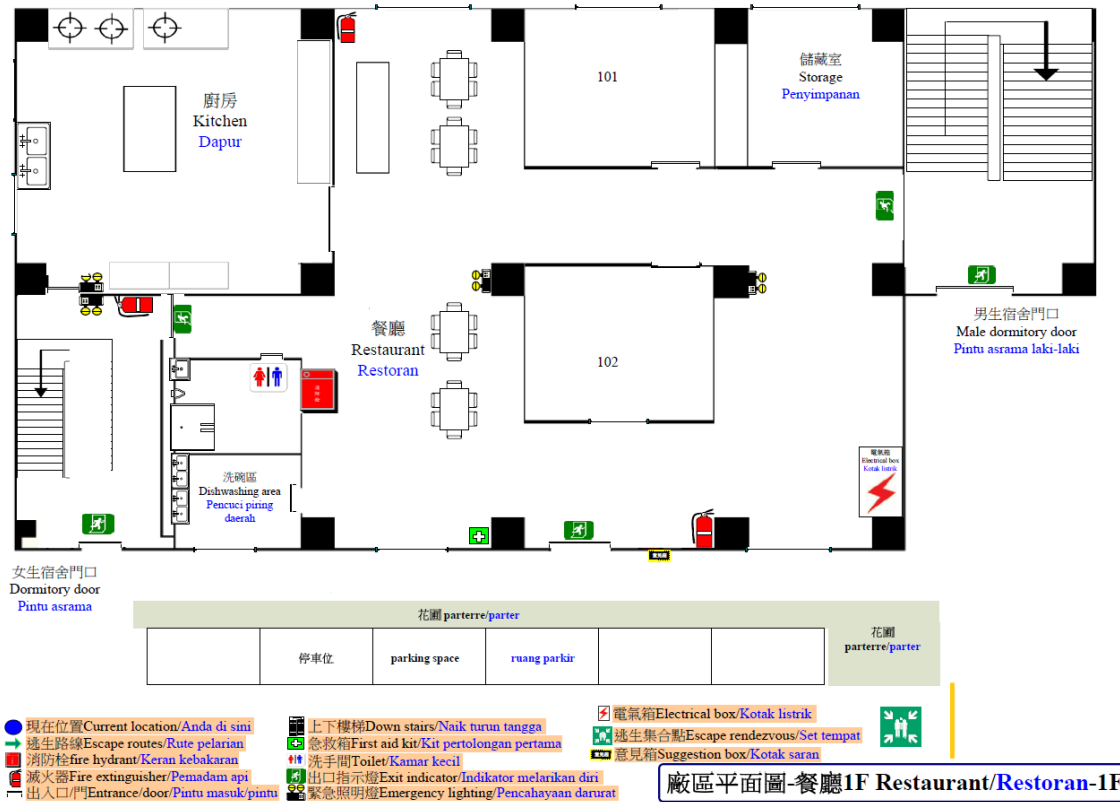 廚房
Kitchen
Dapur
101
儲藏室
Storage
Penyimpanan
餐廳
Restaurant
Restoran
102
男生宿舍門口
Male dormitory door
Pintu asrama laki-laki
電氣箱
Electrical box
Kotak listrik
消防栓
洗碗區
Dishwashing area
Pencuci piring
daerah
意見箱
女生宿舍門口
Dormitory door
Pintu asrama
花圃 parterre/parter
花圃
parterre/parter
停車位
parking space
ruang parkir
現在位置Current location/Anda di sini
逃生路線Escape routes/Rute pelarian
消防栓fire hydrant/Keran kebakaran
滅火器Fire extinguisher/Pemadam api
出入口/門Entrance/door/Pintu masuk/pintu
上下樓梯Down stairs/Naik turun tangga
急救箱First aid kit/Kit pertolongan pertama
洗手間Toilet/Kamar kecil
出口指示燈Exit indicator/Indikator melarikan diri
緊急照明燈Emergency lighting/Pencahayaan darurat
電氣箱Electrical box/Kotak listrik
逃生集合點Escape rendezvous/Set tempat
意見箱Suggestion box/Kotak saran
廠區平面圖-餐廳1F Restaurant/Restoran-1F